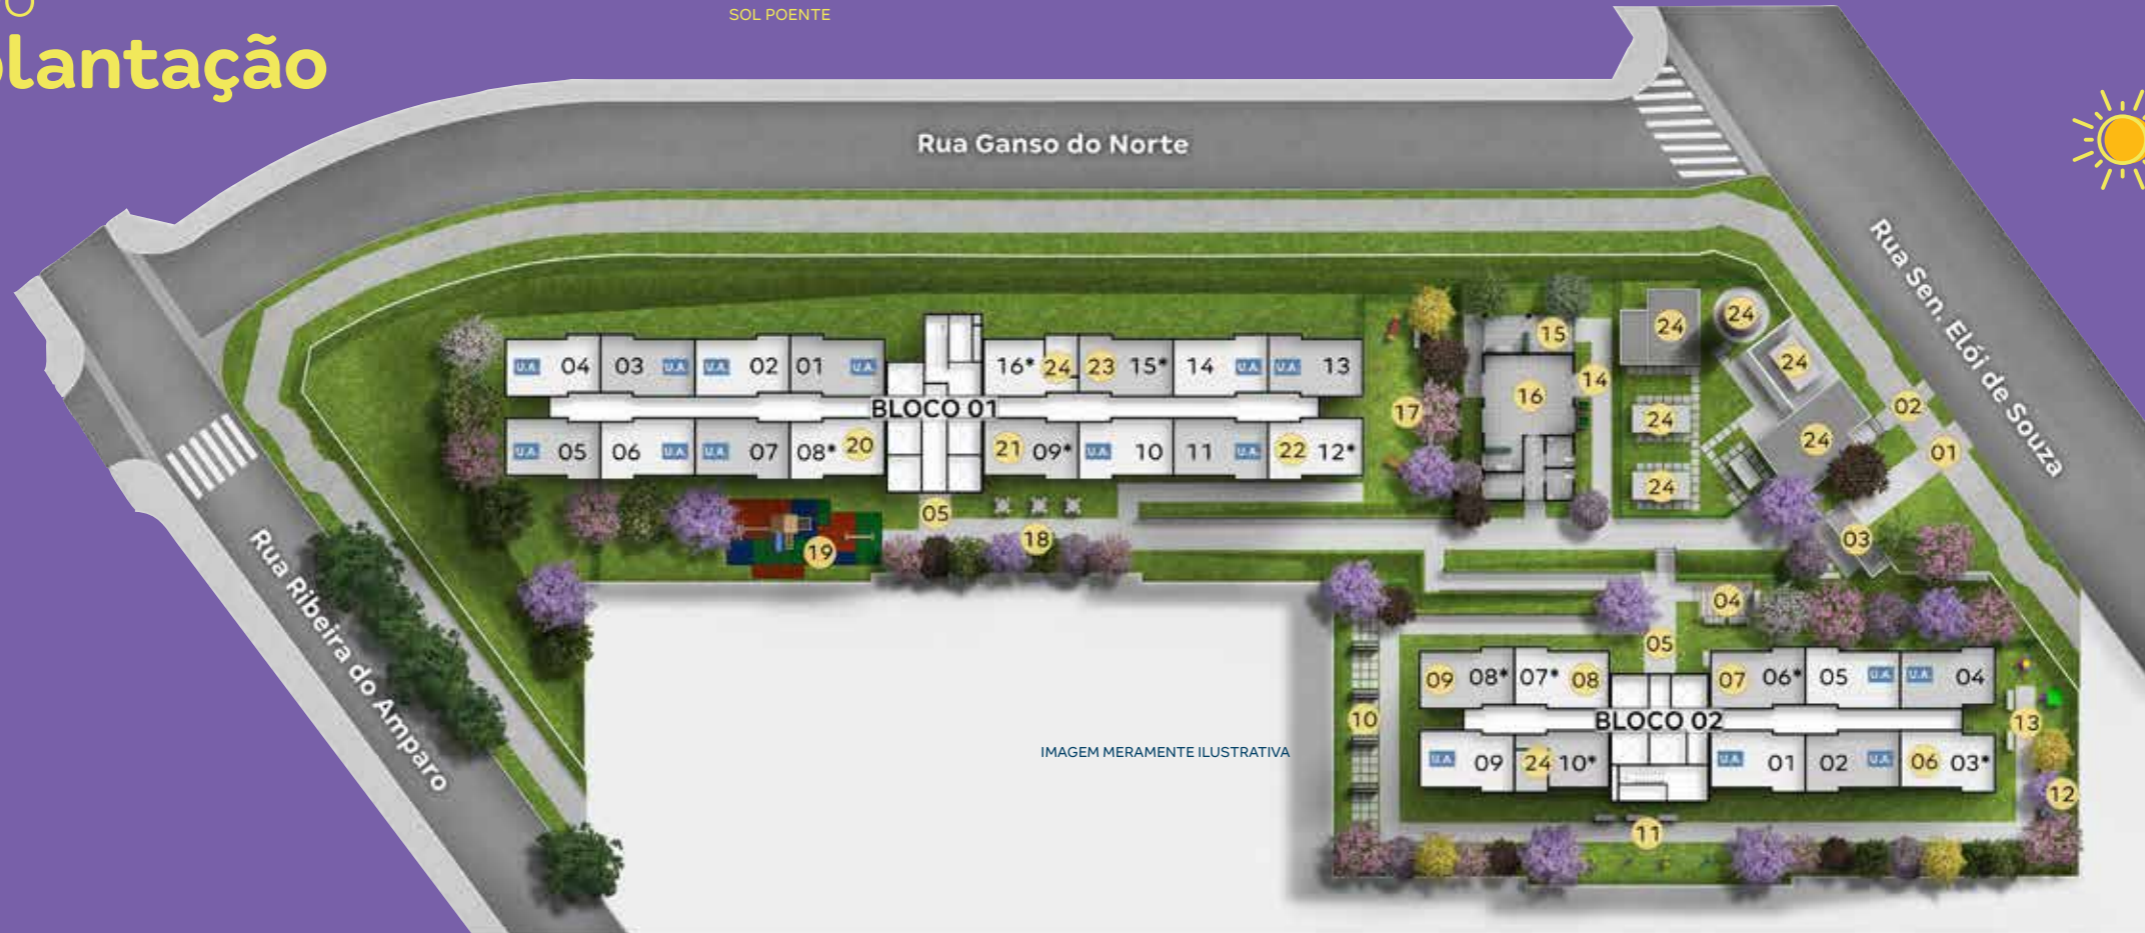 O
plantação
SOL POENTE
Rua Ganso do Norte
Rua Sen. Elói de Souza
Rua Ribeira do Amparo
U.A. 04 03 U.A. U.A. 02 01 U.A. 16* 24 23 15* 14 U.A. U.A. 13
BLOCO 01
U.A. 05 06 U.A. U.A. 07 08* 20 21 09* U.A. 10 11 U.A. 22 12*
15
14
16
17
24
24
24
24
24
24
02
01
03
05
18
19
04
05
09 08* 07* 08 07 06* 05 U.A. U.A. 04
BLOCO 02
U.A. 09 24 10* U.A. 01 02 U.A. 06 03*
10
13
12
11
IMAGEM MERAMENTE ILUSTRATIVA